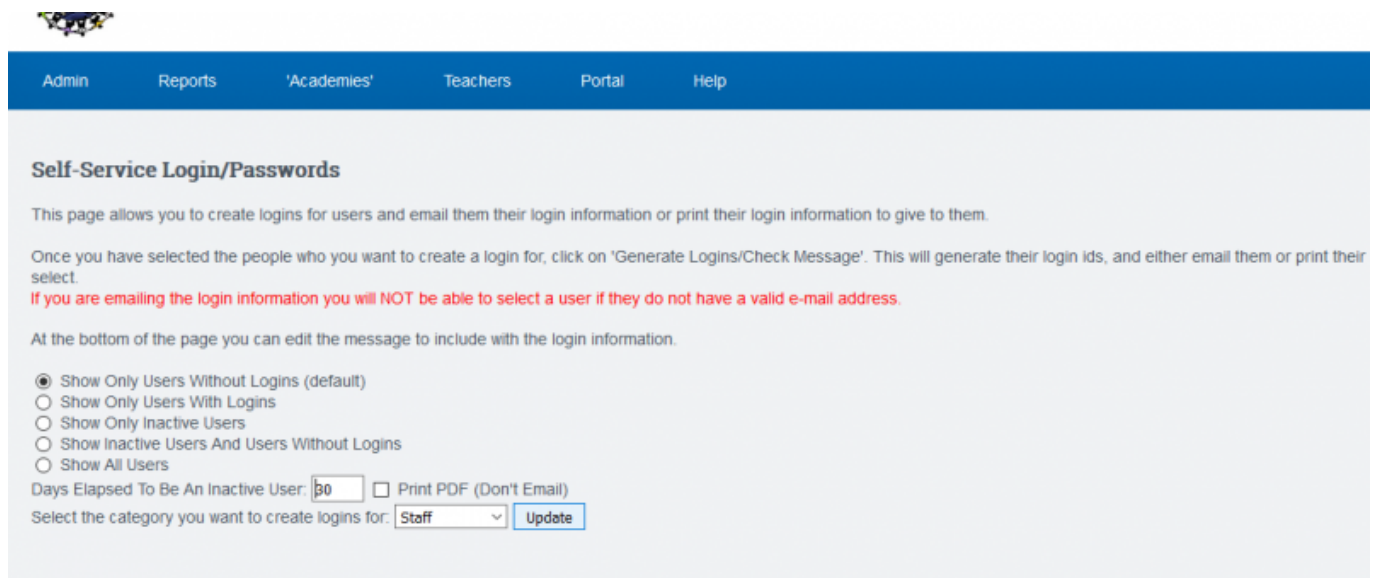 Admin Reports 'Academies' Teachers Portal Help
Self-Service Login/Passwords
This page allows you to create logins for users and email them their login information or print their login information to give to them.
Once you have selected the people who you want to create a login for, click on 'Generate Logins/Check Message'. This will generate their login ids, and either email them or print their
select.
If you are emailing the login information you will NOT be able to select a user if they do not have a valid e-mail address.
At the bottom of the page you can edit the message to include with the login information.
Show Only Users Without Logins (default)
Show Only Users With Logins
Show Only Inactive Users
Show Inactive Users And Users Without Logins
Show All Users
Days Elapsed To Be An Inactive User: 30 Print PDF (Don't Email)
Select the category you want to create logins for: Staff Update